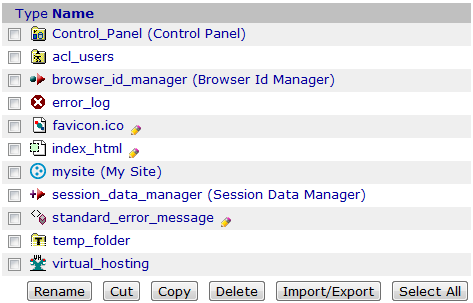 Type Name
Control_Panel (Control Panel)
acl_users
browser_id_manager (Browser Id Manager)
error_log
favicon.ico
index_html
mysite (My Site)
session_data_manager (Session Data Manager)
standard_error_message
temp_folder
virtual_hosting
Rename Cut Copy Delete Import/Export Select All